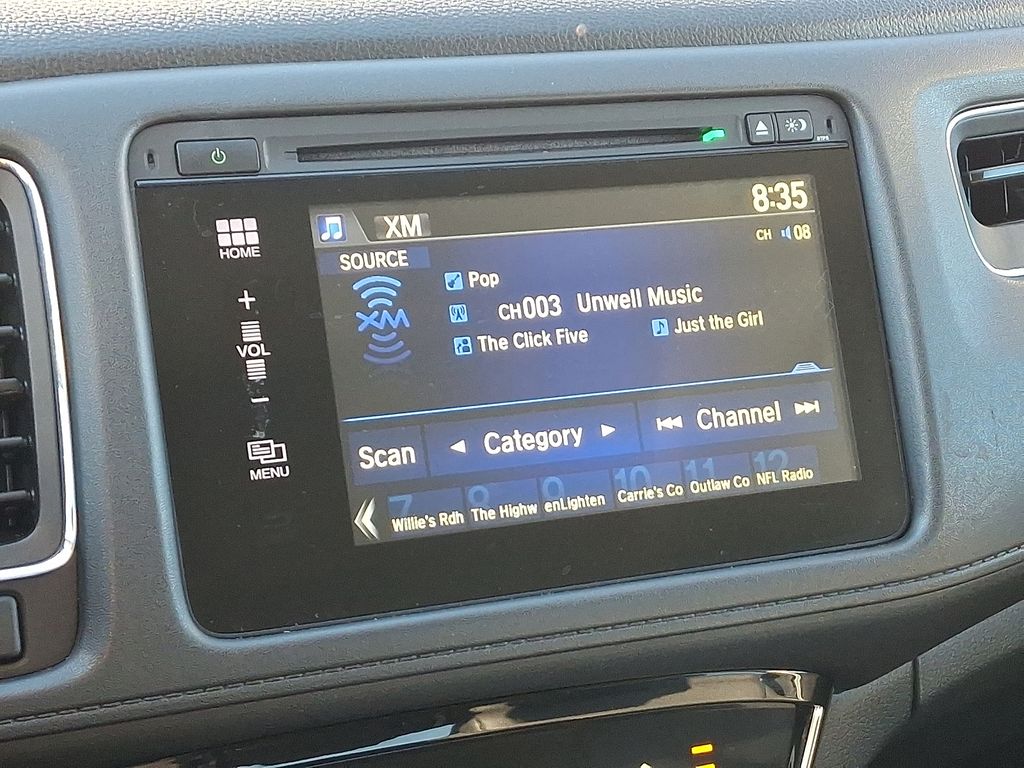 XM
8:35
HOME
SOURCE
CH 08
XM
Pop
CH003 Unwell Music
The Click Five
Just the Girl
+
VOL
−
MENU
Scan
Category
Channel
7 8 9 10 11 12
Willie's Rdh The Highw enLighten Carrie's Co Outlaw Co NFL Radio